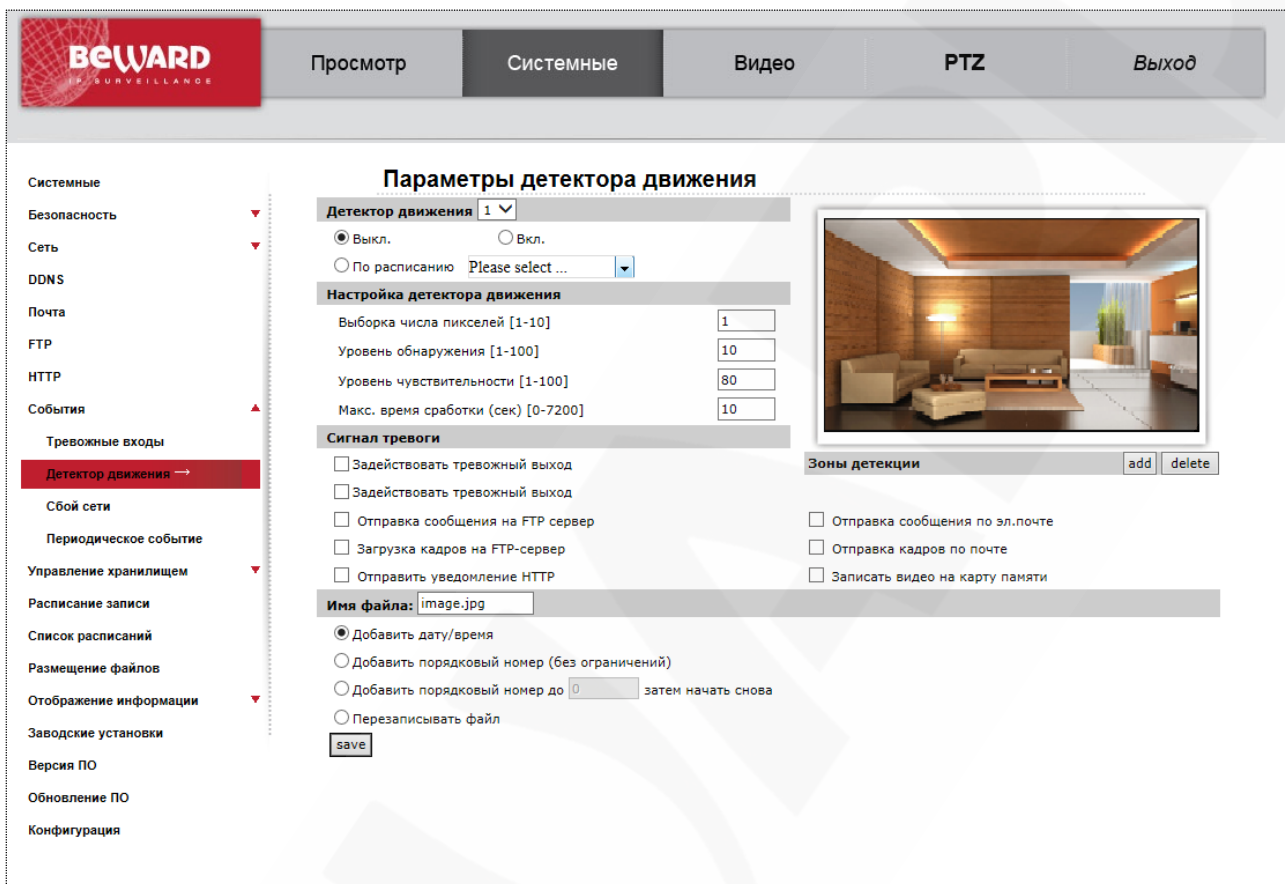 BEWARD
IP SURVEILLANCE
Просмотр
Системные
Видео
PTZ
Выход
Системные
Безопасность
Сеть
DDNS
Почта
FTP
HTTP
События
Тревожные входы
Детектор движения →
Сбой сети
Периодическое событие
Управление хранилищем
Расписание записи
Список расписаний
Размещение файлов
Отображение информации
Заводские установки
Версия ПО
Обновление ПО
Конфигурация
Параметры детектора движения
Детектор движения 1
Выкл. Вкл.
По расписанию Please select ...
Настройка детектора движения
Выборка числа пикселей [1-10] 1
Уровень обнаружения [1-100] 10
Уровень чувствительности [1-100] 80
Макс. время сработки (сек) [0-7200] 10
Сигнал тревоги
Зоны детекции add delete
Задействовать тревожный выход
Задействовать тревожный выход
Отправка сообщения на FTP сервер Отправка сообщения по эл.почте
Загрузка кадров на FTP-сервер Отправка кадров по почте
Отправить уведомление HTTP Записать видео на карту памяти
Имя файла: image.jpg
Добавить дату/время
Добавить порядковый номер (без ограничений)
Добавить порядковый номер до 0 затем начать снова
Перезаписывать файл
save